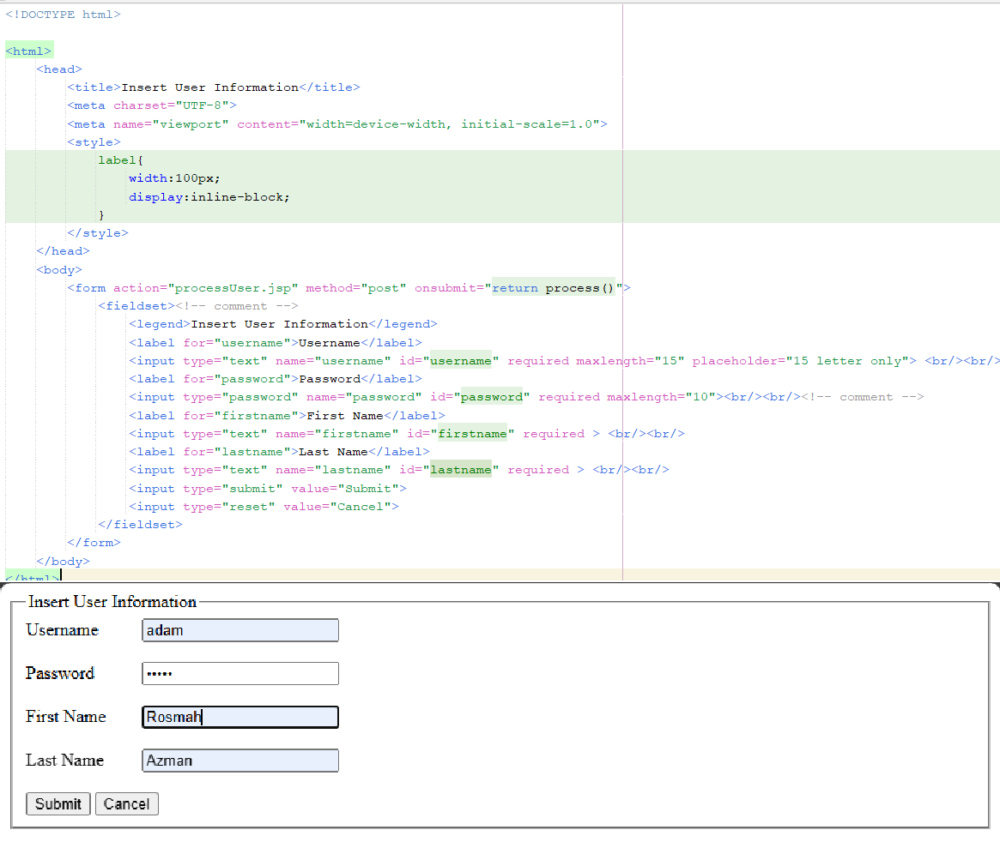 <!DOCTYPE html>
<html>
<head>
<title>Insert User Information</title>
<meta charset="UTF-8">
<meta name="viewport" content="width=device-width, initial-scale=1.0">
<style>
label{
width:100px;
display:inline-block;
}
</style>
</head>
<body>
<form action="processUser.jsp" method="post" onsubmit="return process()">
<fieldset><!-- comment -->
<legend>Insert User Information</legend>
<label for="username">Username</label>
<input type="text" name="username" id="username" required maxlength="15" placeholder="15 letter only"> <br/><br/>
<label for="password">Password</label>
<input type="password" name="password" id="password" required maxlength="10"><br/><br/><!-- comment -->
<label for="firstname">First Name</label>
<input type="text" name="firstname" id="firstname" required > <br/><br/>
<label for="lastname">Last Name</label>
<input type="text" name="lastname" id="lastname" required > <br/><br/>
<input type="submit" value="Submit">
<input type="reset" value="Cancel">
</fieldset>
</form>
</body>
</html>
Insert User Information
Username adam
Password •••••
First Name Rosmah
Last Name Azman
Submit Cancel